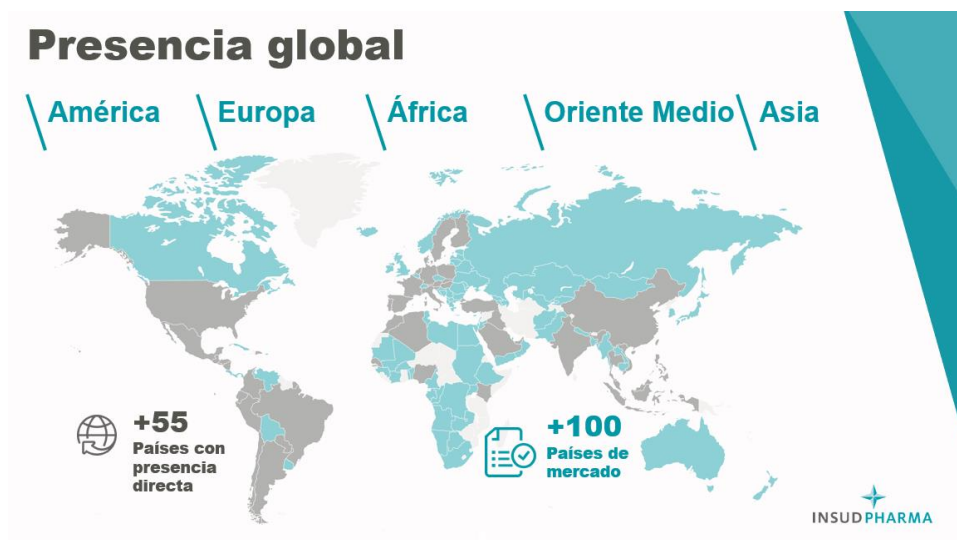 Presencia global
América
Europa
África
Oriente Medio
Asia
+55
Países con
presencia
directa
+100
Países de
mercado
INSUDPHARMA